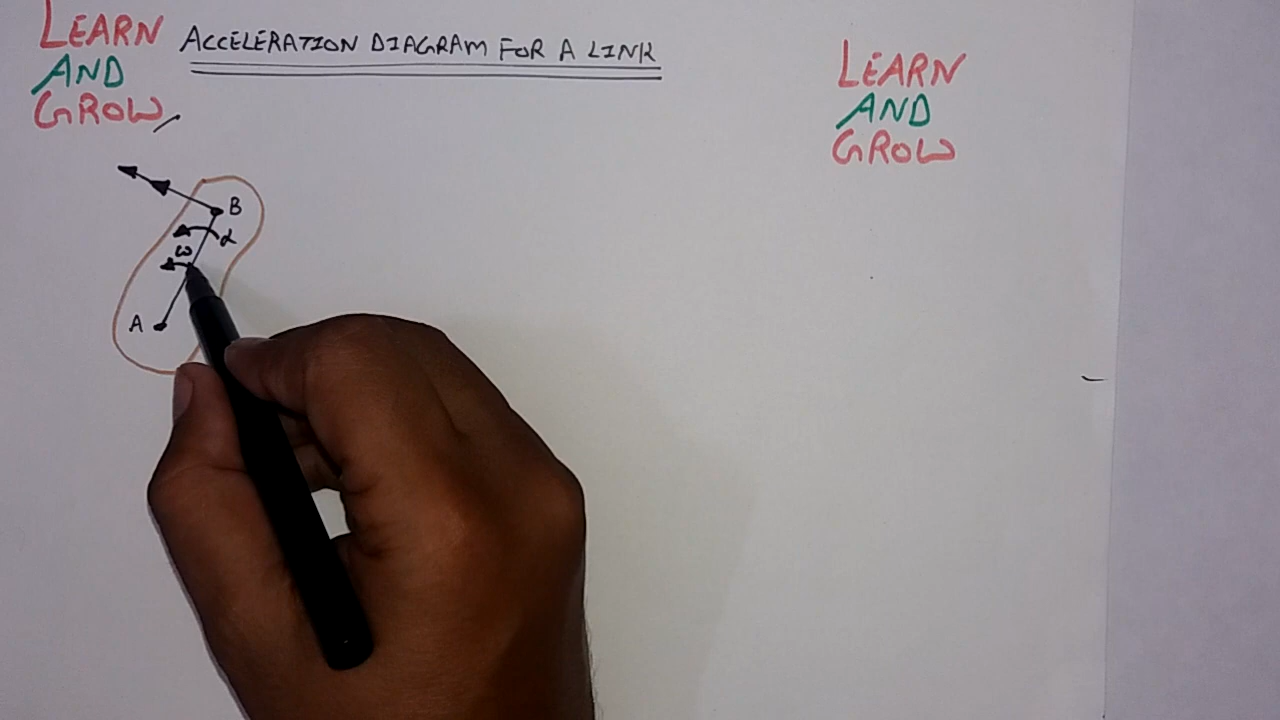 LEARN
AND
GROW
ACCELERATION DIAGRAM FOR A LINK
LEARN
AND
GROW
B
α
ω
A